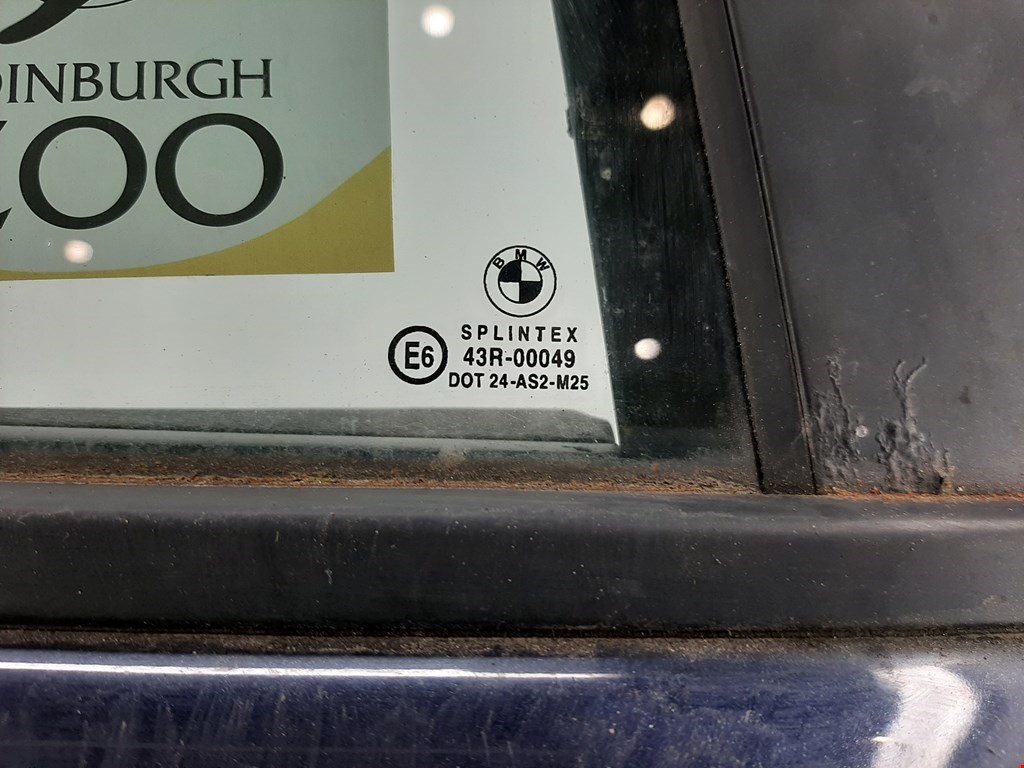 DINBURGH
ZOO
BMW
SPLINTEX
E6 43R-00049
DOT 24-AS2-M25